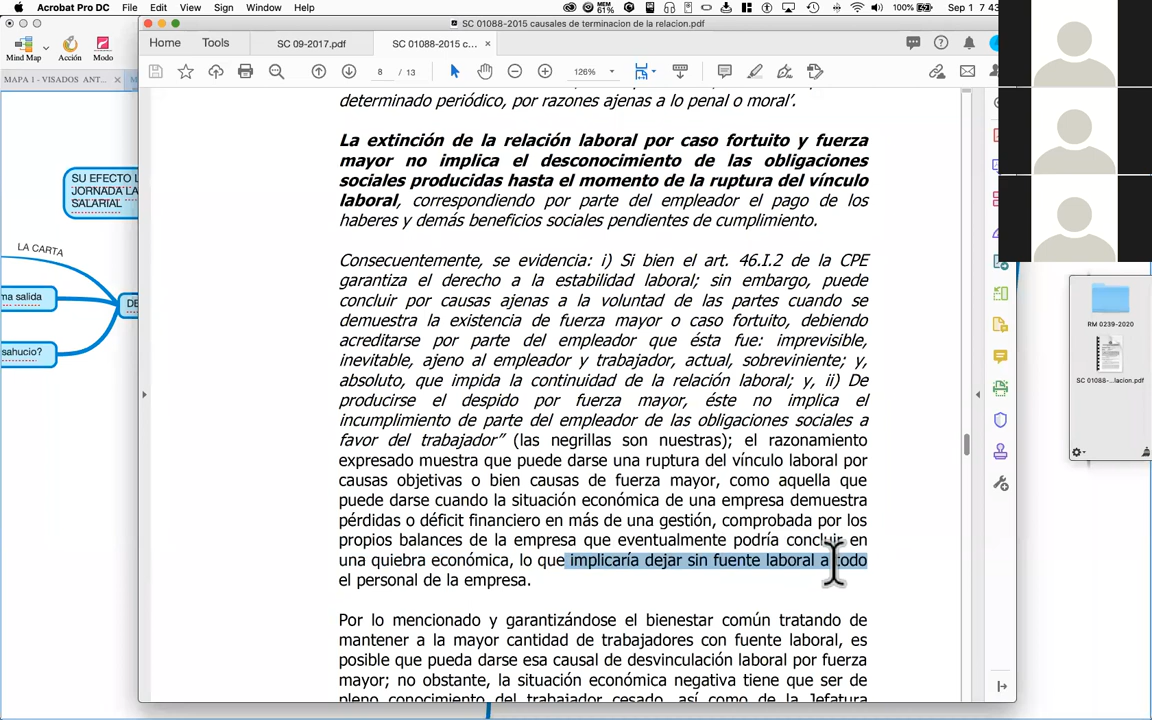 Acrobat Pro DC File Edit View Sign Window Help MEM 61% 100% Sep 1 7 43
SC 01088-2015 causales de terminacion de la relacion.pdf
Home Tools SC 09-2017.pdf SC 01088-2015 c... ×
8 / 13 126%
Mind Map Acción Modo
MAPA 1 - VISADOS ANT...
SU EFECTO L
JORNADA LA
SALARIAL
LA CARTA
ma salida
DE
sahucio?
determinado periódico, por razones ajenas a lo penal o moral'.
La extinción de la relación laboral por caso fortuito y fuerza
mayor no implica el desconocimiento de las obligaciones
sociales producidas hasta el momento de la ruptura del vínculo
laboral, correspondiendo por parte del empleador el pago de los
haberes y demás beneficios sociales pendientes de cumplimiento.
Consecuentemente, se evidencia: i) Si bien el art. 46.I.2 de la CPE
garantiza el derecho a la estabilidad laboral; sin embargo, puede
concluir por causas ajenas a la voluntad de las partes cuando se
demuestra la existencia de fuerza mayor o caso fortuito, debiendo
acreditarse por parte del empleador que ésta fue: imprevisible,
inevitable, ajeno al empleador y trabajador, actual, sobreviniente; y,
absoluto, que impida la continuidad de la relación laboral; y, ii) De
producirse el despido por fuerza mayor, éste no implica el
incumplimiento de parte del empleador de las obligaciones sociales a
favor del trabajador" (las negrillas son nuestras); el razonamiento
expresado muestra que puede darse una ruptura del vínculo laboral por
causas objetivas o bien causas de fuerza mayor, como aquella que
puede darse cuando la situación económica de una empresa demuestra
pérdidas o déficit financiero en más de una gestión, comprobada por los
propios balances de la empresa que eventualmente podría concluir en
una quiebra económica, lo que implicaría dejar sin fuente laboral a todo
el personal de la empresa.
Por lo mencionado y garantizándose el bienestar común tratando de
mantener a la mayor cantidad de trabajadores con fuente laboral, es
posible que pueda darse esa causal de desvinculación laboral por fuerza
mayor; no obstante, la situación económica negativa tiene que ser de
pleno conocimiento del trabajador cesado, así como de la Jefatura
RM 0239-2020
SC 01088-...lacion.pdf